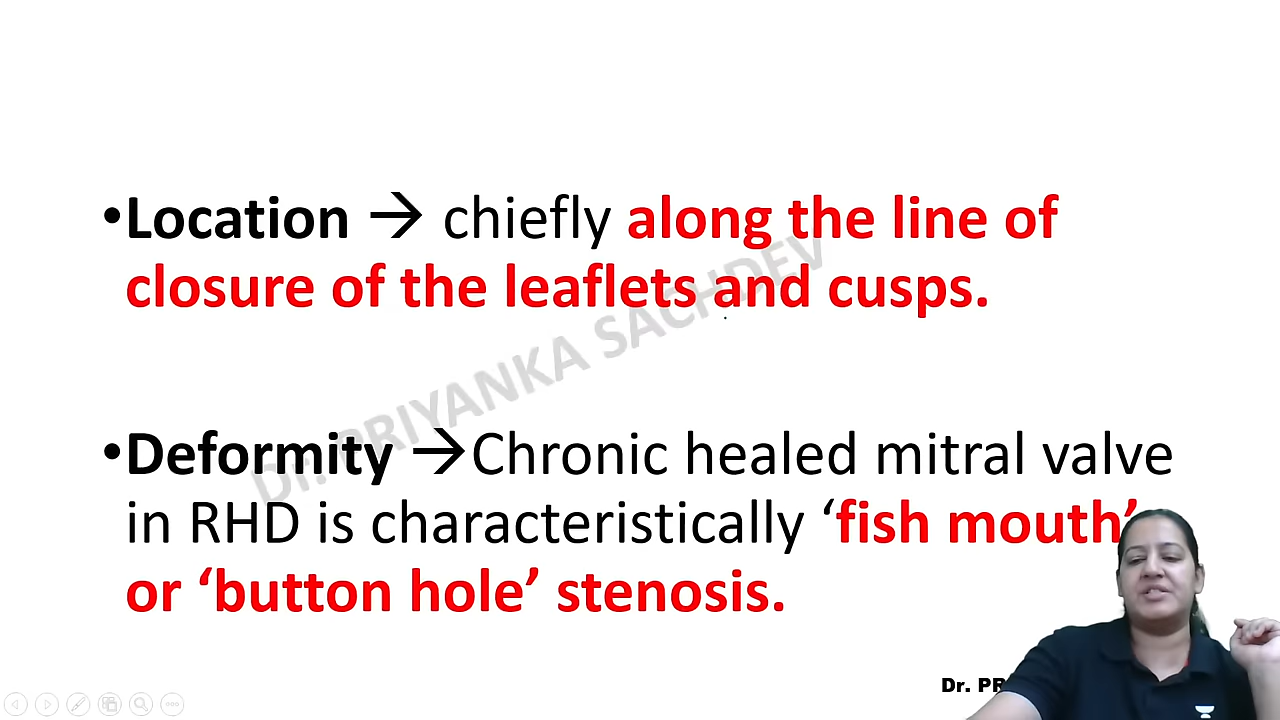 •Location → chiefly along the line of
closure of the leaflets and cusps.
Dr. PRIYANKA SACHDEV
•Deformity →Chronic healed mitral valve
in RHD is characteristically ‘fish mouth’
or ‘button hole’ stenosis.
Dr.